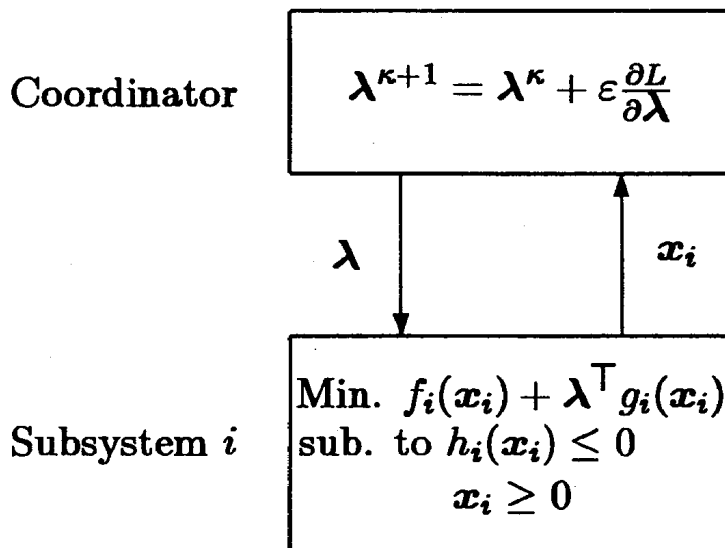 Coordinator
λ^{κ+1} = λ^κ + ε ∂L/∂λ
λ
x_i
Subsystem i
Min. f_i(x_i) + λ^⊤ g_i(x_i)
sub. to h_i(x_i) ≤ 0
x_i ≥ 0